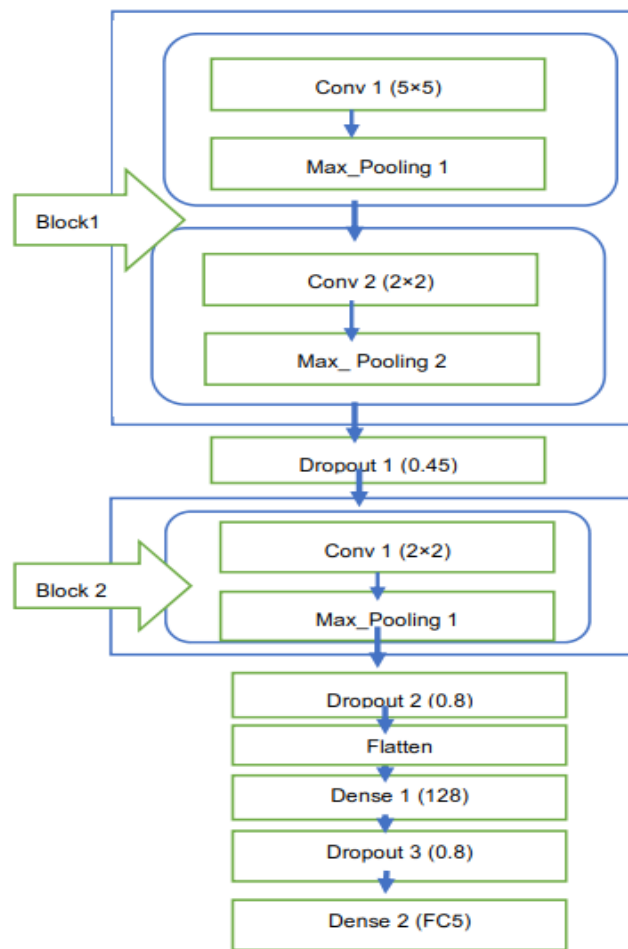 Conv 1 (5×5)
Max_Pooling 1
Block1
Conv 2 (2×2)
Max_ Pooling 2
Dropout 1 (0.45)
Conv 1 (2×2)
Block 2
Max_Pooling 1
Dropout 2 (0.8)
Flatten
Dense 1 (128)
Dropout 3 (0.8)
Dense 2 (FC5)